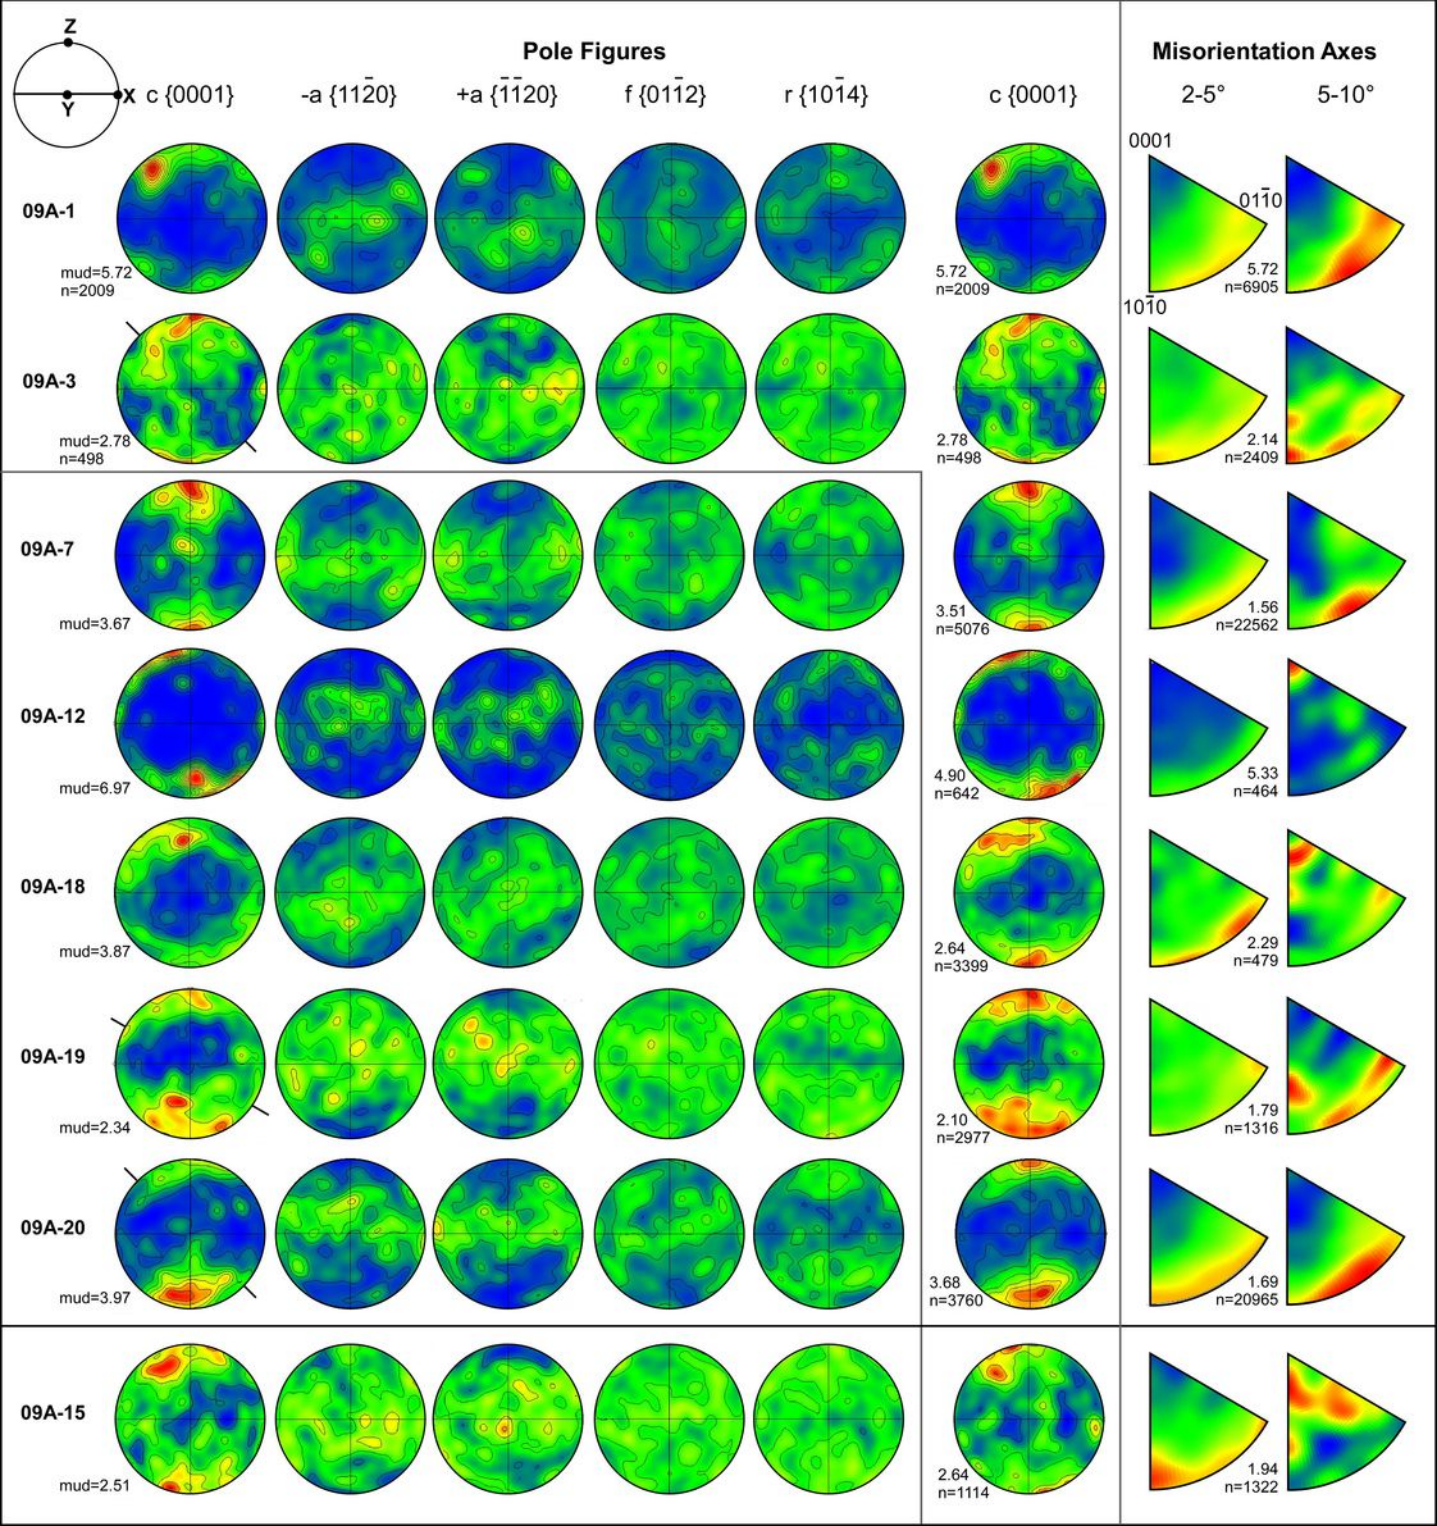 Z
Pole Figures
Misorientation Axes
X
Y
c {0001}
-a {112̄0}
+a {1̄1̄20}
f {011̄2}
r {101̄4}
c {0001}
2-5°
5-10°
0001
011̄0
101̄0
09A-1
mud=5.72
n=2009
5.72
n=2009
5.72
n=6905
09A-3
mud=2.78
n=498
2.78
n=498
2.14
n=2409
09A-7
mud=3.67
3.51
n=5076
1.56
n=22562
09A-12
mud=6.97
4.90
n=642
5.33
n=464
09A-18
mud=3.87
2.64
n=3399
2.29
n=479
09A-19
mud=2.34
2.10
n=2977
1.79
n=1316
09A-20
mud=3.97
3.68
n=3760
1.69
n=20965
09A-15
mud=2.51
2.64
n=1114
1.94
n=1322